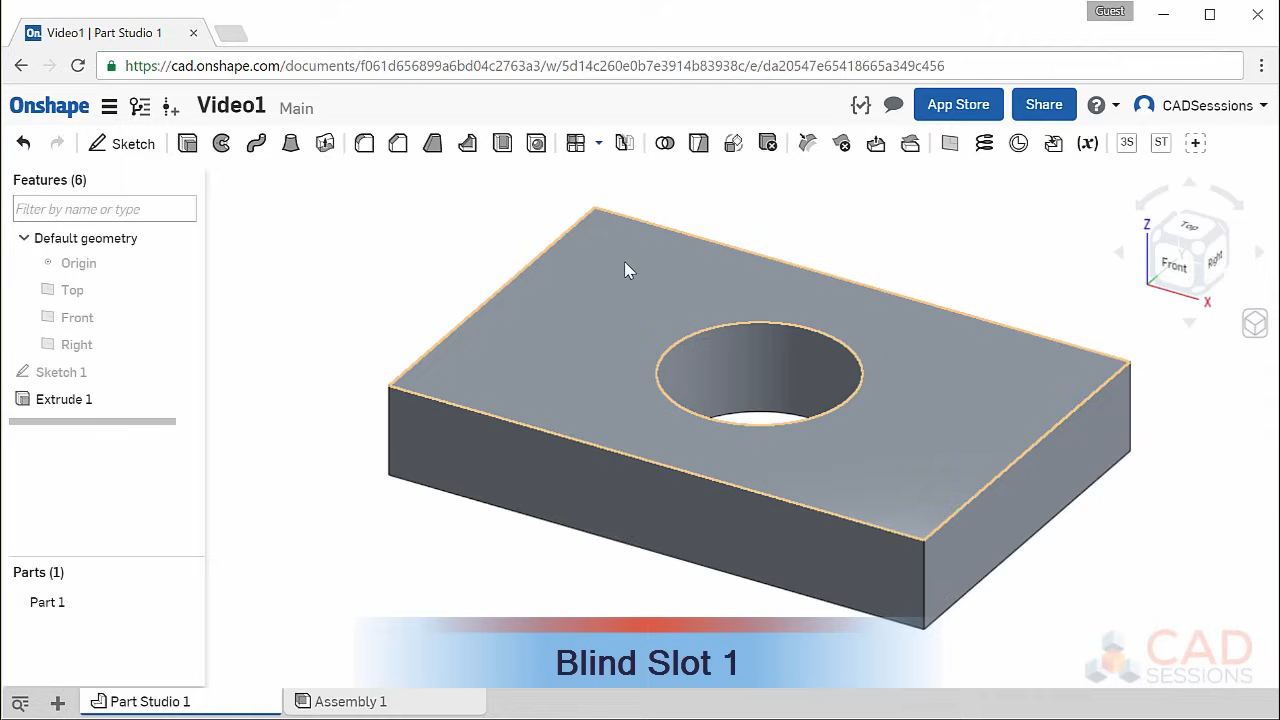 Guest
Video1 | Part Studio 1
https://cad.onshape.com/documents/f061d656899a6bd04c2763a3/w/5d14c260e0b7e3914b83938c/e/da20547e65418665a349c456
Onshape Video1 Main App Store Share CADSesssions
Sketch (x) 3S ST
Features (6)
Filter by name or type
Default geometry
Origin
Top
Front
Right
Sketch 1
Extrude 1
Z Top Front Right Y X
Parts (1)
Part 1
Blind Slot 1
CAD
SESSIONS
Part Studio 1 Assembly 1